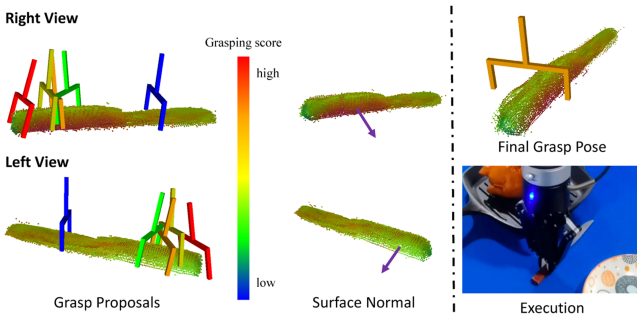 Right View
Grasping score
high
Final Grasp Pose
Left View
low
Grasp Proposals
Surface Normal
Execution